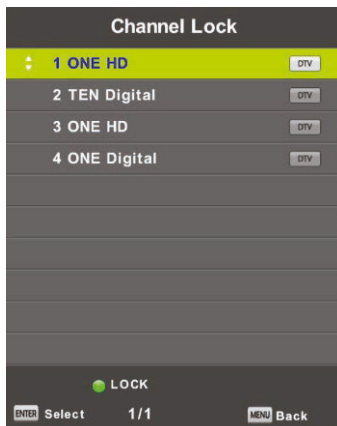 Channel Lock
1 ONE HD DTV
2 TEN Digital DTV
3 ONE HD DTV
4 ONE Digital DTV
LOCK
ENTER Select 1/1 MENU Back